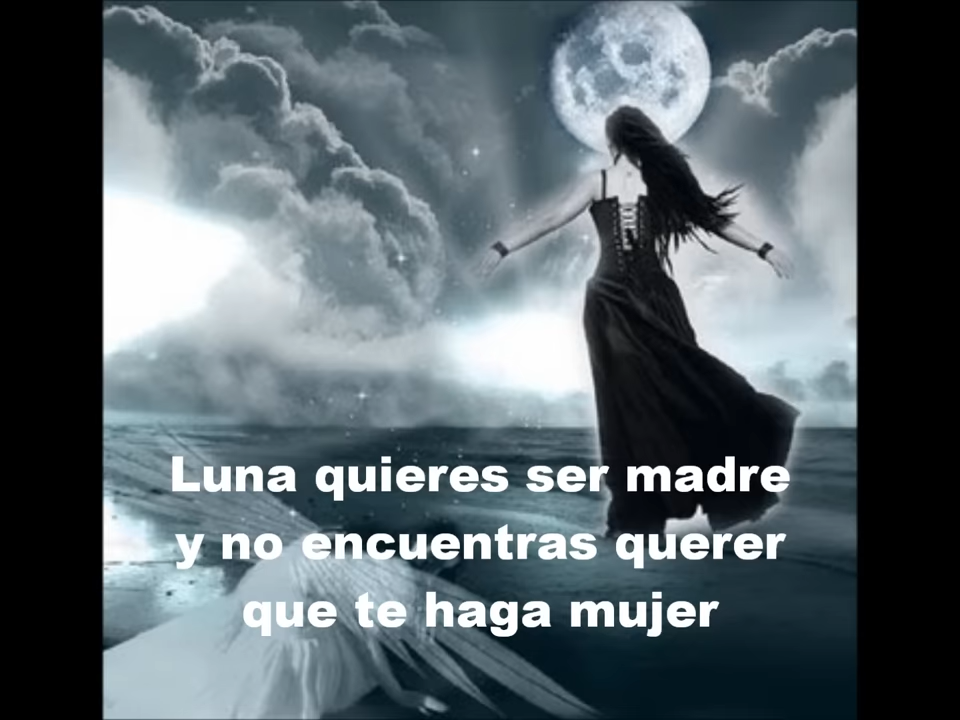 Luna quieres ser madre
y no encuentras querer
que te haga mujer